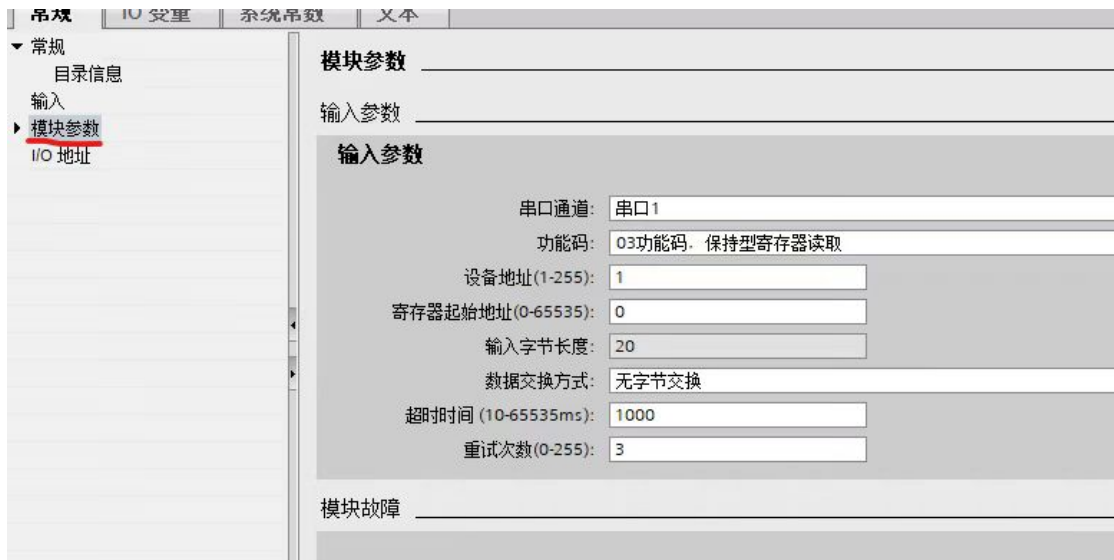 常规 IO 变量 系统常数 文本
常规
目录信息
输入
模块参数
I/O 地址
模块参数
输入参数
输入参数
串口通道: 串口1
功能码: 03功能码. 保持型寄存器读取
设备地址(1-255): 1
寄存器起始地址(0-65535): 0
输入字节长度: 20
数据交换方式: 无字节交换
超时时间 (10-65535ms): 1000
重试次数(0-255): 3
模块故障